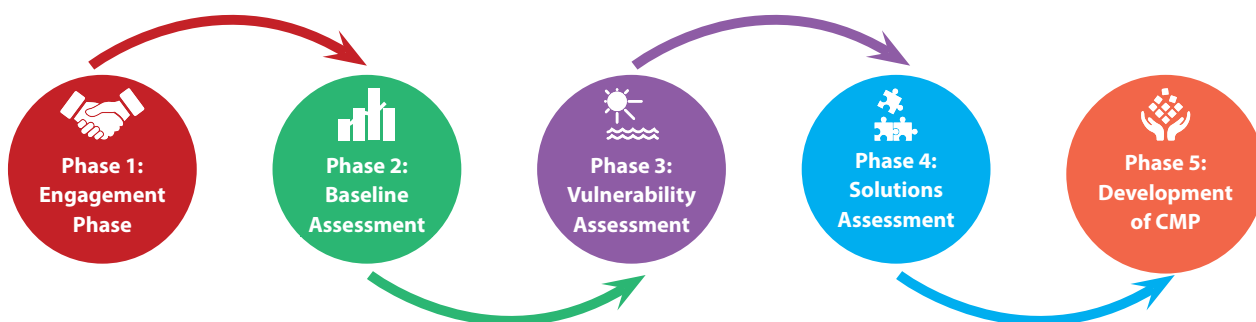 Phase 1:
Engagement
Phase
Phase 2:
Baseline
Assessment
Phase 3:
Vulnerability
Assessment
Phase 4:
Solutions
Assessment
Phase 5:
Development
of CMP